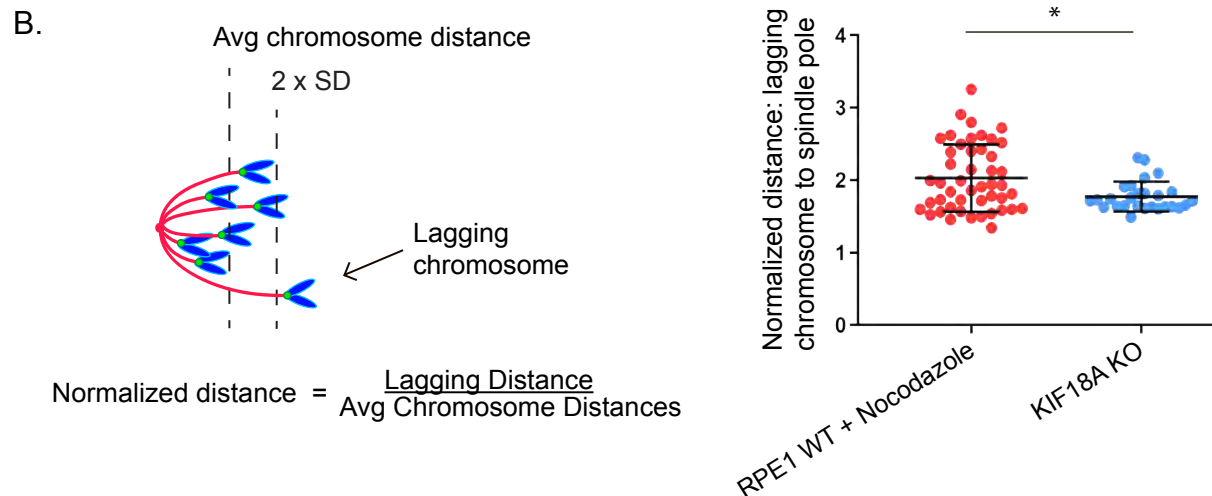 B.
Avg chromosome distance
2 x SD
Lagging
chromosome
Normalized distance = Lagging Distance
Avg Chromosome Distances
Normalized distance: lagging
chromosome to spindle pole
*
4
3
2
1
0
RPE1 WT + Nocodazole
KIF18A KO